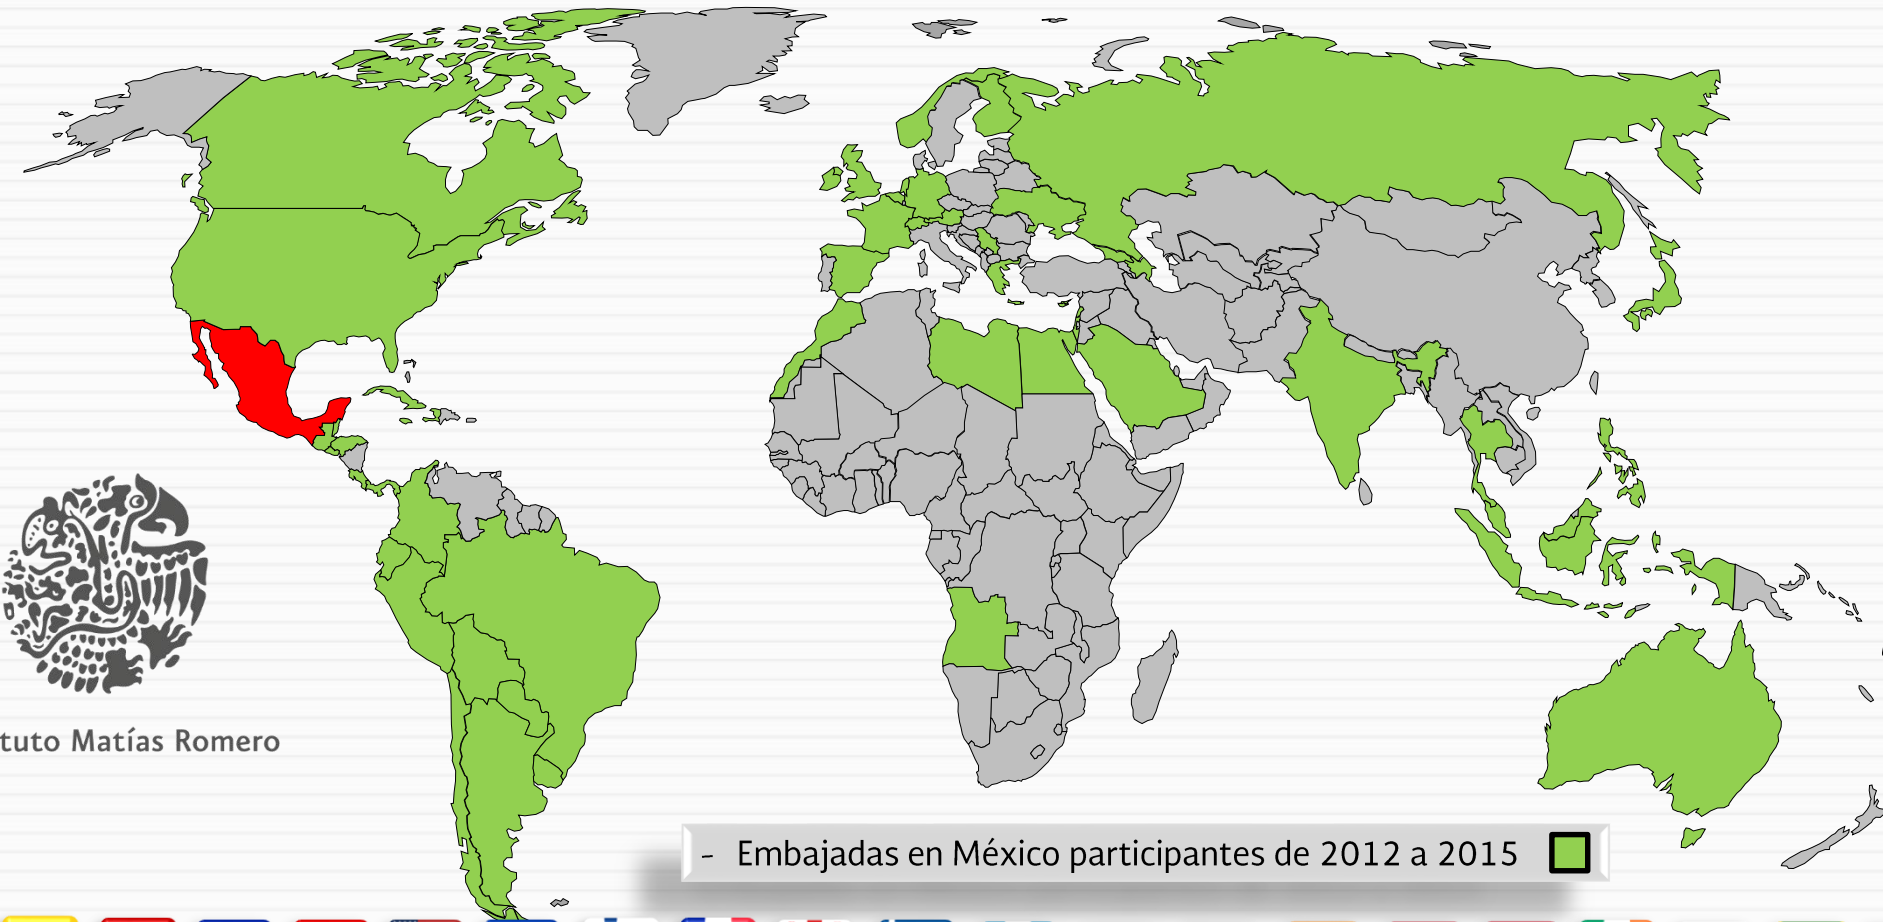 tuto Matías Romero
- Embajadas en México participantes de 2012 a 2015